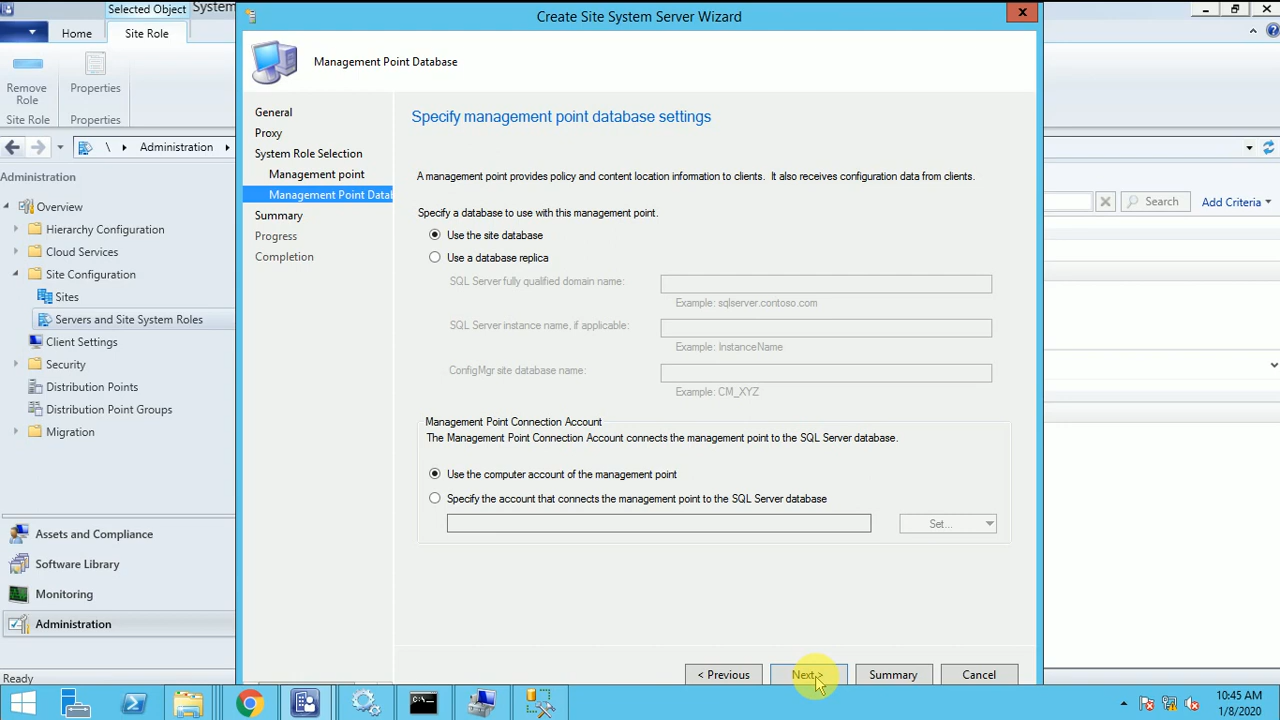 Selected Object
System
Create Site System Server Wizard
Home
Site Role
Management Point Database
Remove
Role
Properties
Site Role
Properties
General
Specify management point database settings
Proxy
\ Administration
System Role Selection
Administration
Management point
A management point provides policy and content location information to clients. It also receives configuration data from clients.
Management Point Datab
Search
Add Criteria
Overview
Summary
Specify a database to use with this management point.
Hierarchy Configuration
Progress
Use the site database
Cloud Services
Completion
Use a database replica
Site Configuration
SQL Server fully qualified domain name:
Sites
Example: sqlserver.contoso.com
Servers and Site System Roles
SQL Server instance name, if applicable:
Client Settings
Example: InstanceName
Security
ConfigMgr site database name:
Distribution Points
Example: CM_XYZ
Distribution Point Groups
Management Point Connection Account
Migration
The Management Point Connection Account connects the management point to the SQL Server database.
Use the computer account of the management point
Specify the account that connects the management point to the SQL Server database
Set...
Assets and Compliance
Software Library
Monitoring
Administration
Ready
< Previous
Next >
Summary
Cancel
10:45 AM
1/8/2020